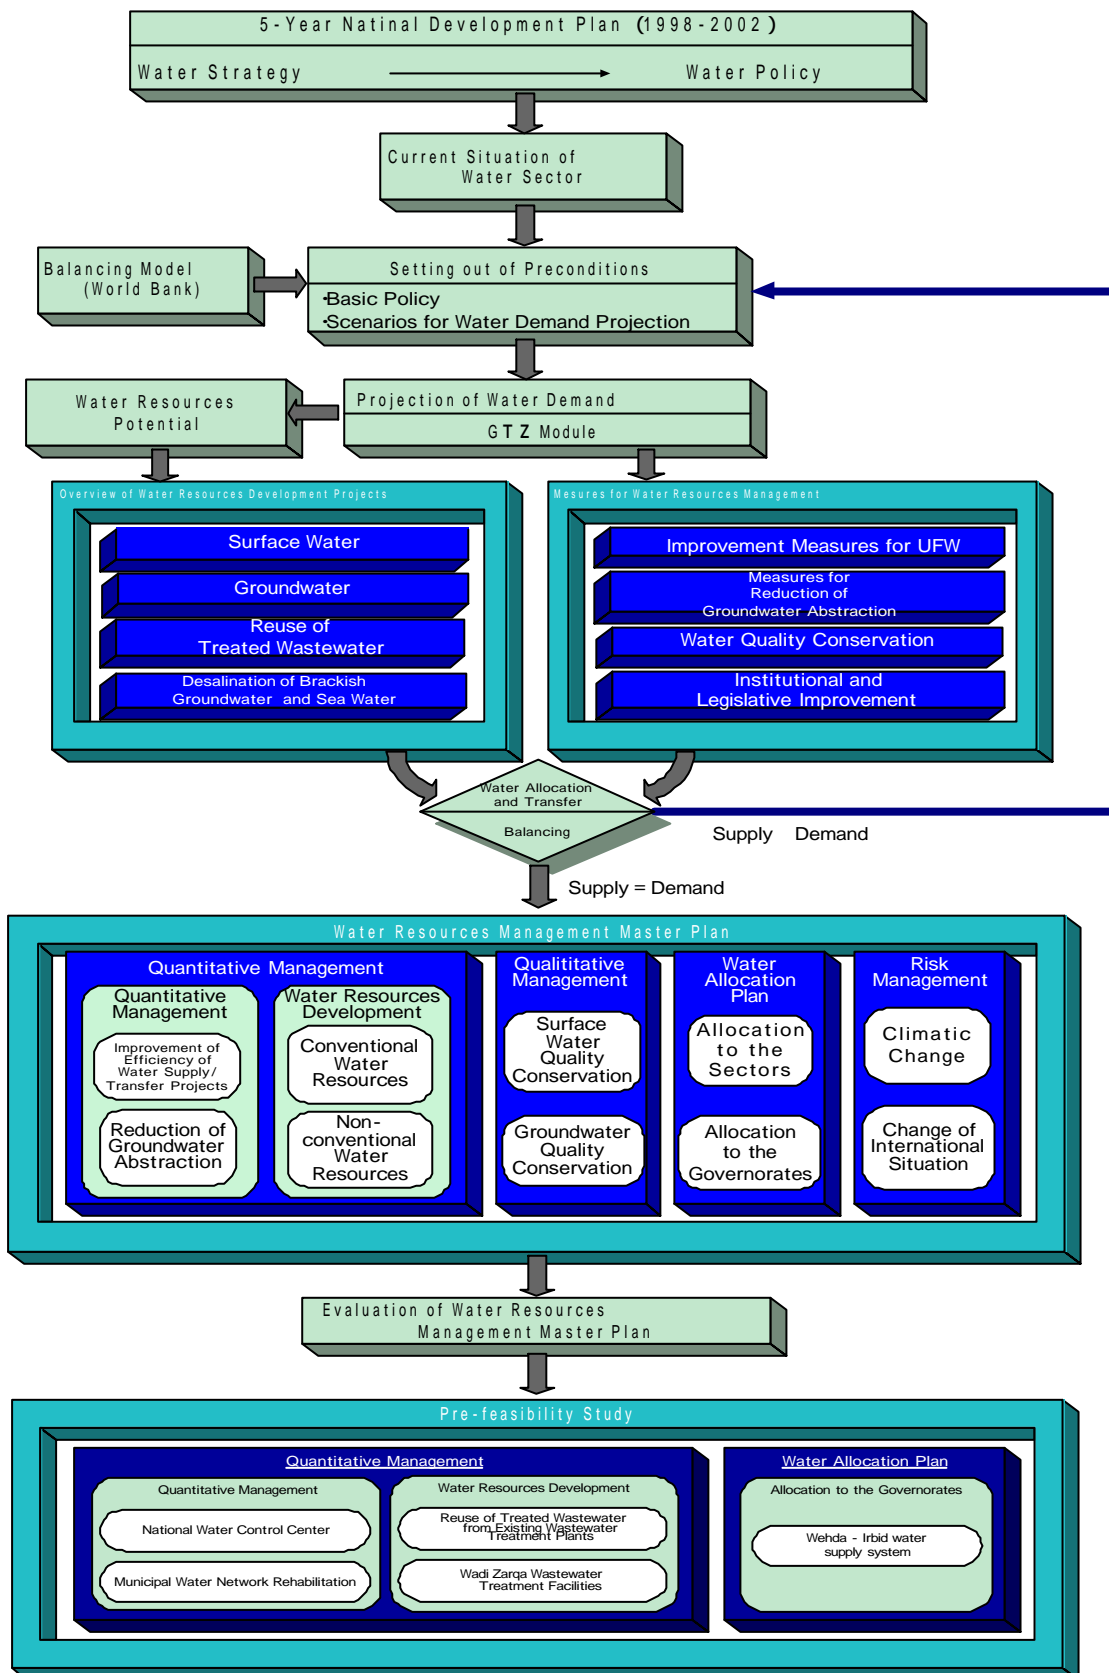 5-Year Natinal Development Plan (1998-2002)
Water Strategy Water Policy
Current Situation of
Water Sector
Balancing Model
(World Bank)
Setting out of Preconditions
・Basic Policy
・Scenarios for Water Demand Projection
Water Resources
Potential
Projection of Water Demand
GTZ Module
Overview of Water Resources Development Projects
Surface Water
Groundwater
Reuse of
Treated Wastewater
Desalination of Brackish
Groundwater and Sea Water
Mesures for Water Resources Management
Improvement Measures for UFW
Measures for
Reduction of
Groundwater Abstraction
Water Quality Conservation
Institutional and
Legislative Improvement
Water Allocation
and Transfer
Balancing
Supply Demand
Supply = Demand
Water Resources Management Master Plan
Quantitative Management
Quantitative
Management
Improvement of
Efficiency of
Water Supply/
Transfer Projects
Reduction of
Groundwater
Abstraction
Water Resources
Development
Conventional
Water
Resources
Non-
conventional
Water
Resources
Qualititative
Management
Surface
Water
Quality
Conservation
Groundwater
Quality
Conservation
Water
Allocation
Plan
Allocation
to the
Sectors
Allocation
to the
Governorates
Risk
Management
Climatic
Change
Change of
International
Situation
Evaluation of Water Resources
Management Master Plan
Pre-feasibility Study
Quantitative Management
Quantitative Management
National Water Control Center
Municipal Water Network Rehabilitation
Water Resources Development
Reuse of Treated Wastewater
from Existing Wastewater
Treatment Plants
Wadi Zarqa Wastewater
Treatment Facilities
Water Allocation Plan
Allocation to the Governorates
Wehda - Irbid water
supply system